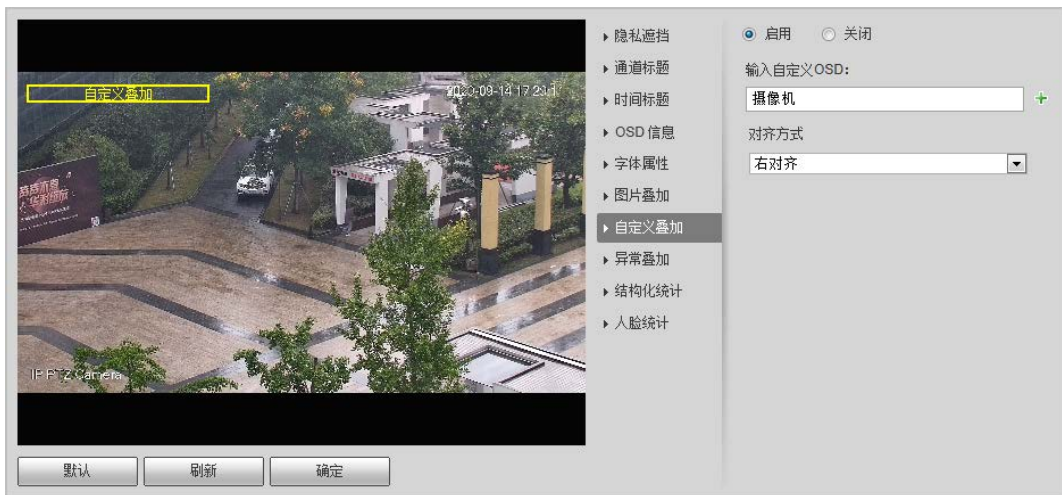 自定义叠加
IP PTZ Camera
默认
刷新
确定
隐私遮挡
通道标题
时间标题
OSD 信息
字体属性
图片叠加
自定义叠加
异常叠加
结构化统计
人脸统计
启用
关闭
输入自定义OSD：
摄像机
对齐方式
右对齐